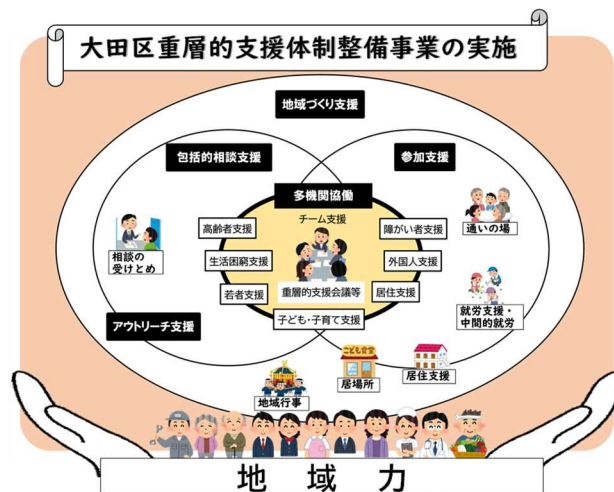 大田区重層的支援体制整備事業の実施
地域づくり支援
包括的相談支援
参加支援
多機関協働
チーム支援
高齢者支援
障がい者支援
生活困窮支援
外国人支援
若者支援
重層的支援会議等
居住支援
子ども・子育て支援
相談の
受けとめ
通いの場
アウトリーチ支援
就労支援・
中間的就労
こども食堂
居場所
居住支援
地域行事
地域力